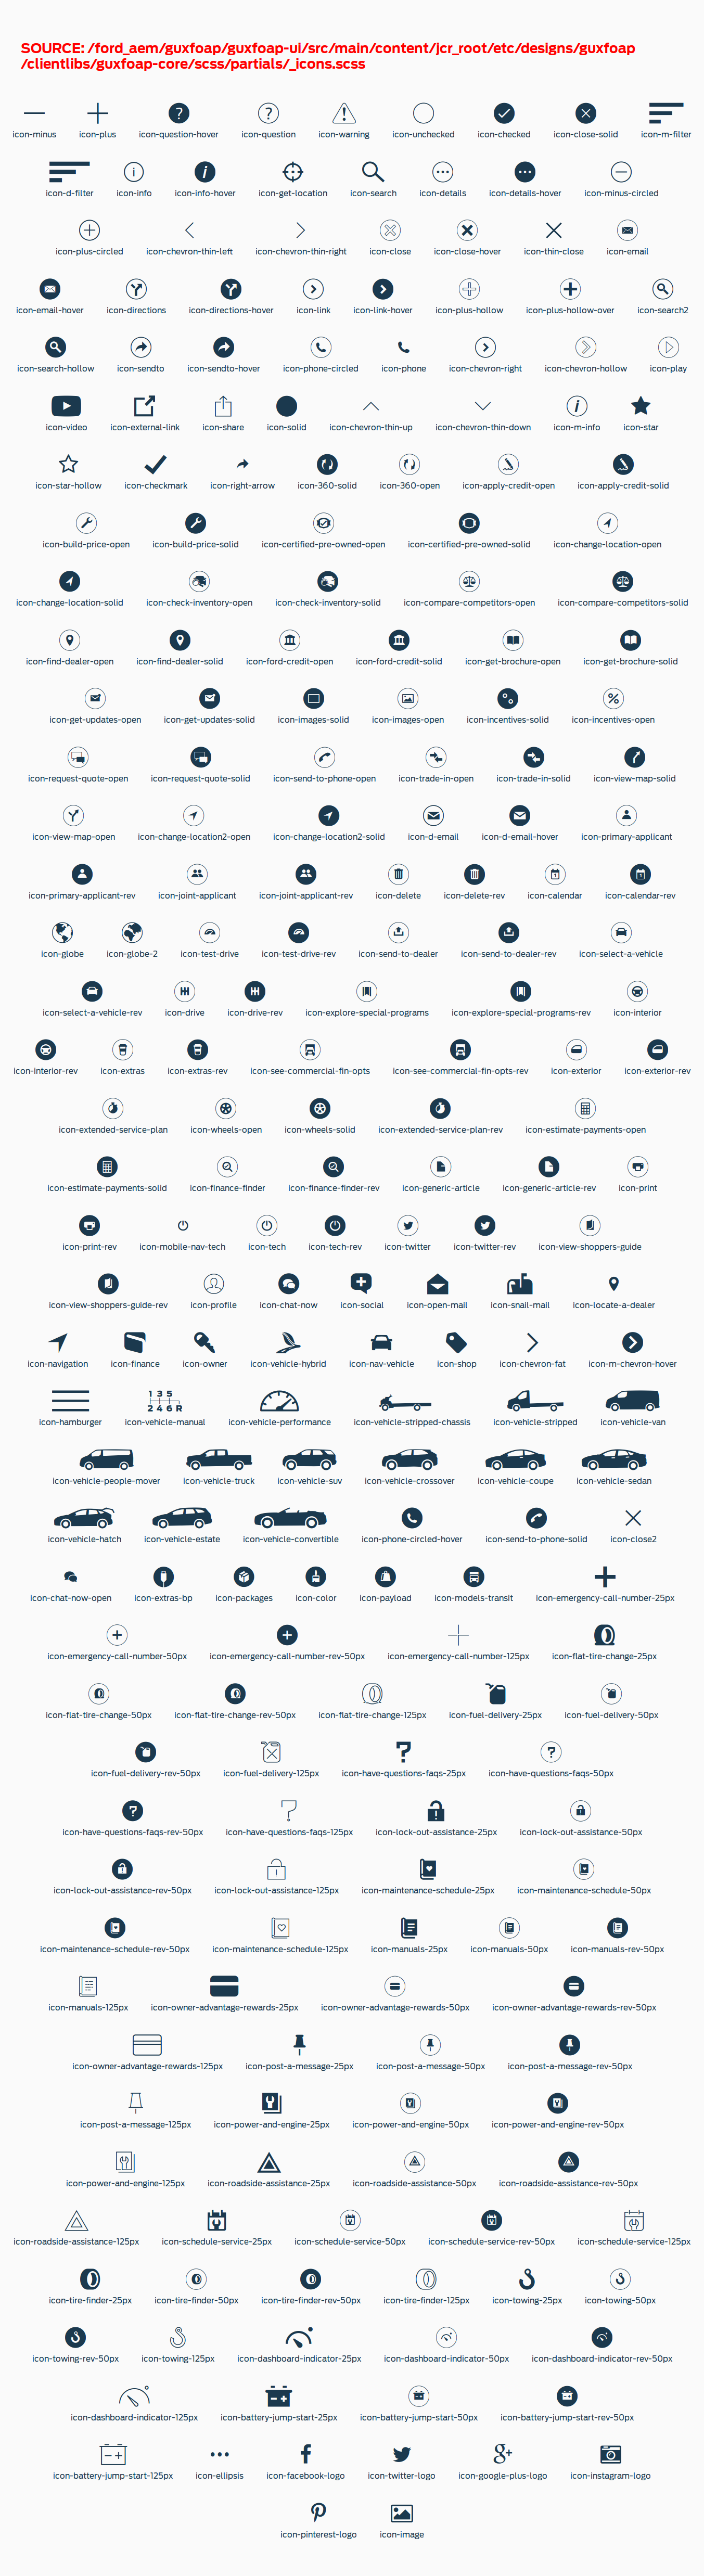 SOURCE: /ford_aem/guxfoap/guxfoap-ui/src/main/content/jcr_root/etc/designs/guxfoap
/clientlibs/guxfoap-core/scss/partials/_icons.scss
icon-minus icon-plus icon-question-hover icon-question icon-warning icon-unchecked icon-checked icon-close-solid icon-m-filter
icon-d-filter icon-info icon-info-hover icon-get-location icon-search icon-details icon-details-hover icon-minus-circled
icon-plus-circled icon-chevron-thin-left icon-chevron-thin-right icon-close icon-close-hover icon-thin-close icon-email
icon-email-hover icon-directions icon-directions-hover icon-link icon-link-hover icon-plus-hollow icon-plus-hollow-over icon-search2
icon-search-hollow icon-sendto icon-sendto-hover icon-phone-circled icon-phone icon-chevron-right icon-chevron-hollow icon-play
icon-video icon-external-link icon-share icon-solid icon-chevron-thin-up icon-chevron-thin-down icon-m-info icon-star
icon-star-hollow icon-checkmark icon-right-arrow icon-360-solid icon-360-open icon-apply-credit-open icon-apply-credit-solid
icon-build-price-open icon-build-price-solid icon-certified-pre-owned-open icon-certified-pre-owned-solid icon-change-location-open
icon-change-location-solid icon-check-inventory-open icon-check-inventory-solid icon-compare-competitors-open icon-compare-competitors-solid
icon-find-dealer-open icon-find-dealer-solid icon-ford-credit-open icon-ford-credit-solid icon-get-brochure-open icon-get-brochure-solid
icon-get-updates-open icon-get-updates-solid icon-images-solid icon-images-open icon-incentives-solid icon-incentives-open
icon-request-quote-open icon-request-quote-solid icon-send-to-phone-open icon-trade-in-open icon-trade-in-solid icon-view-map-solid
icon-view-map-open icon-change-location2-open icon-change-location2-solid icon-d-email icon-d-email-hover icon-primary-applicant
icon-primary-applicant-rev icon-joint-applicant icon-joint-applicant-rev icon-delete icon-delete-rev icon-calendar icon-calendar-rev
icon-globe icon-globe-2 icon-test-drive icon-test-drive-rev icon-send-to-dealer icon-send-to-dealer-rev icon-select-a-vehicle
icon-select-a-vehicle-rev icon-drive icon-drive-rev icon-explore-special-programs icon-explore-special-programs-rev icon-interior
icon-interior-rev icon-extras icon-extras-rev icon-see-commercial-fin-opts icon-see-commercial-fin-opts-rev icon-exterior icon-exterior-rev
icon-extended-service-plan icon-wheels-open icon-wheels-solid icon-extended-service-plan-rev icon-estimate-payments-open
icon-estimate-payments-solid icon-finance-finder icon-finance-finder-rev icon-generic-article icon-generic-article-rev icon-print
icon-print-rev icon-mobile-nav-tech icon-tech icon-tech-rev icon-twitter icon-twitter-rev icon-view-shoppers-guide
icon-view-shoppers-guide-rev icon-profile icon-chat-now icon-social icon-open-mail icon-snail-mail icon-locate-a-dealer
icon-navigation icon-finance icon-owner icon-vehicle-hybrid icon-nav-vehicle icon-shop icon-chevron-fat icon-m-chevron-hover
1 3 5
2 4 6 R
icon-hamburger icon-vehicle-manual icon-vehicle-performance icon-vehicle-stripped-chassis icon-vehicle-stripped icon-vehicle-van
icon-vehicle-people-mover icon-vehicle-truck icon-vehicle-suv icon-vehicle-crossover icon-vehicle-coupe icon-vehicle-sedan
icon-vehicle-hatch icon-vehicle-estate icon-vehicle-convertible icon-phone-circled-hover icon-send-to-phone-solid icon-close2
icon-chat-now-open icon-extras-bp icon-packages icon-color icon-payload icon-models-transit icon-emergency-call-number-25px
icon-emergency-call-number-50px icon-emergency-call-number-rev-50px icon-emergency-call-number-125px icon-flat-tire-change-25px
icon-flat-tire-change-50px icon-flat-tire-change-rev-50px icon-flat-tire-change-125px icon-fuel-delivery-25px icon-fuel-delivery-50px
icon-fuel-delivery-rev-50px icon-fuel-delivery-125px icon-have-questions-faqs-25px icon-have-questions-faqs-50px
icon-have-questions-faqs-rev-50px icon-have-questions-faqs-125px icon-lock-out-assistance-25px icon-lock-out-assistance-50px
icon-lock-out-assistance-rev-50px icon-lock-out-assistance-125px icon-maintenance-schedule-25px icon-maintenance-schedule-50px
icon-maintenance-schedule-rev-50px icon-maintenance-schedule-125px icon-manuals-25px icon-manuals-50px icon-manuals-rev-50px
icon-manuals-125px icon-owner-advantage-rewards-25px icon-owner-advantage-rewards-50px icon-owner-advantage-rewards-rev-50px
icon-owner-advantage-rewards-125px icon-post-a-message-25px icon-post-a-message-50px icon-post-a-message-rev-50px
icon-post-a-message-125px icon-power-and-engine-25px icon-power-and-engine-50px icon-power-and-engine-rev-50px
icon-power-and-engine-125px icon-roadside-assistance-25px icon-roadside-assistance-50px icon-roadside-assistance-rev-50px
icon-roadside-assistance-125px icon-schedule-service-25px icon-schedule-service-50px icon-schedule-service-rev-50px icon-schedule-service-125px
icon-tire-finder-25px icon-tire-finder-50px icon-tire-finder-rev-50px icon-tire-finder-125px icon-towing-25px icon-towing-50px
icon-towing-rev-50px icon-towing-125px icon-dashboard-indicator-25px icon-dashboard-indicator-50px icon-dashboard-indicator-rev-50px
icon-dashboard-indicator-125px icon-battery-jump-start-25px icon-battery-jump-start-50px icon-battery-jump-start-rev-50px
icon-battery-jump-start-125px icon-ellipsis icon-facebook-logo icon-twitter-logo icon-google-plus-logo icon-instagram-logo
icon-pinterest-logo icon-image